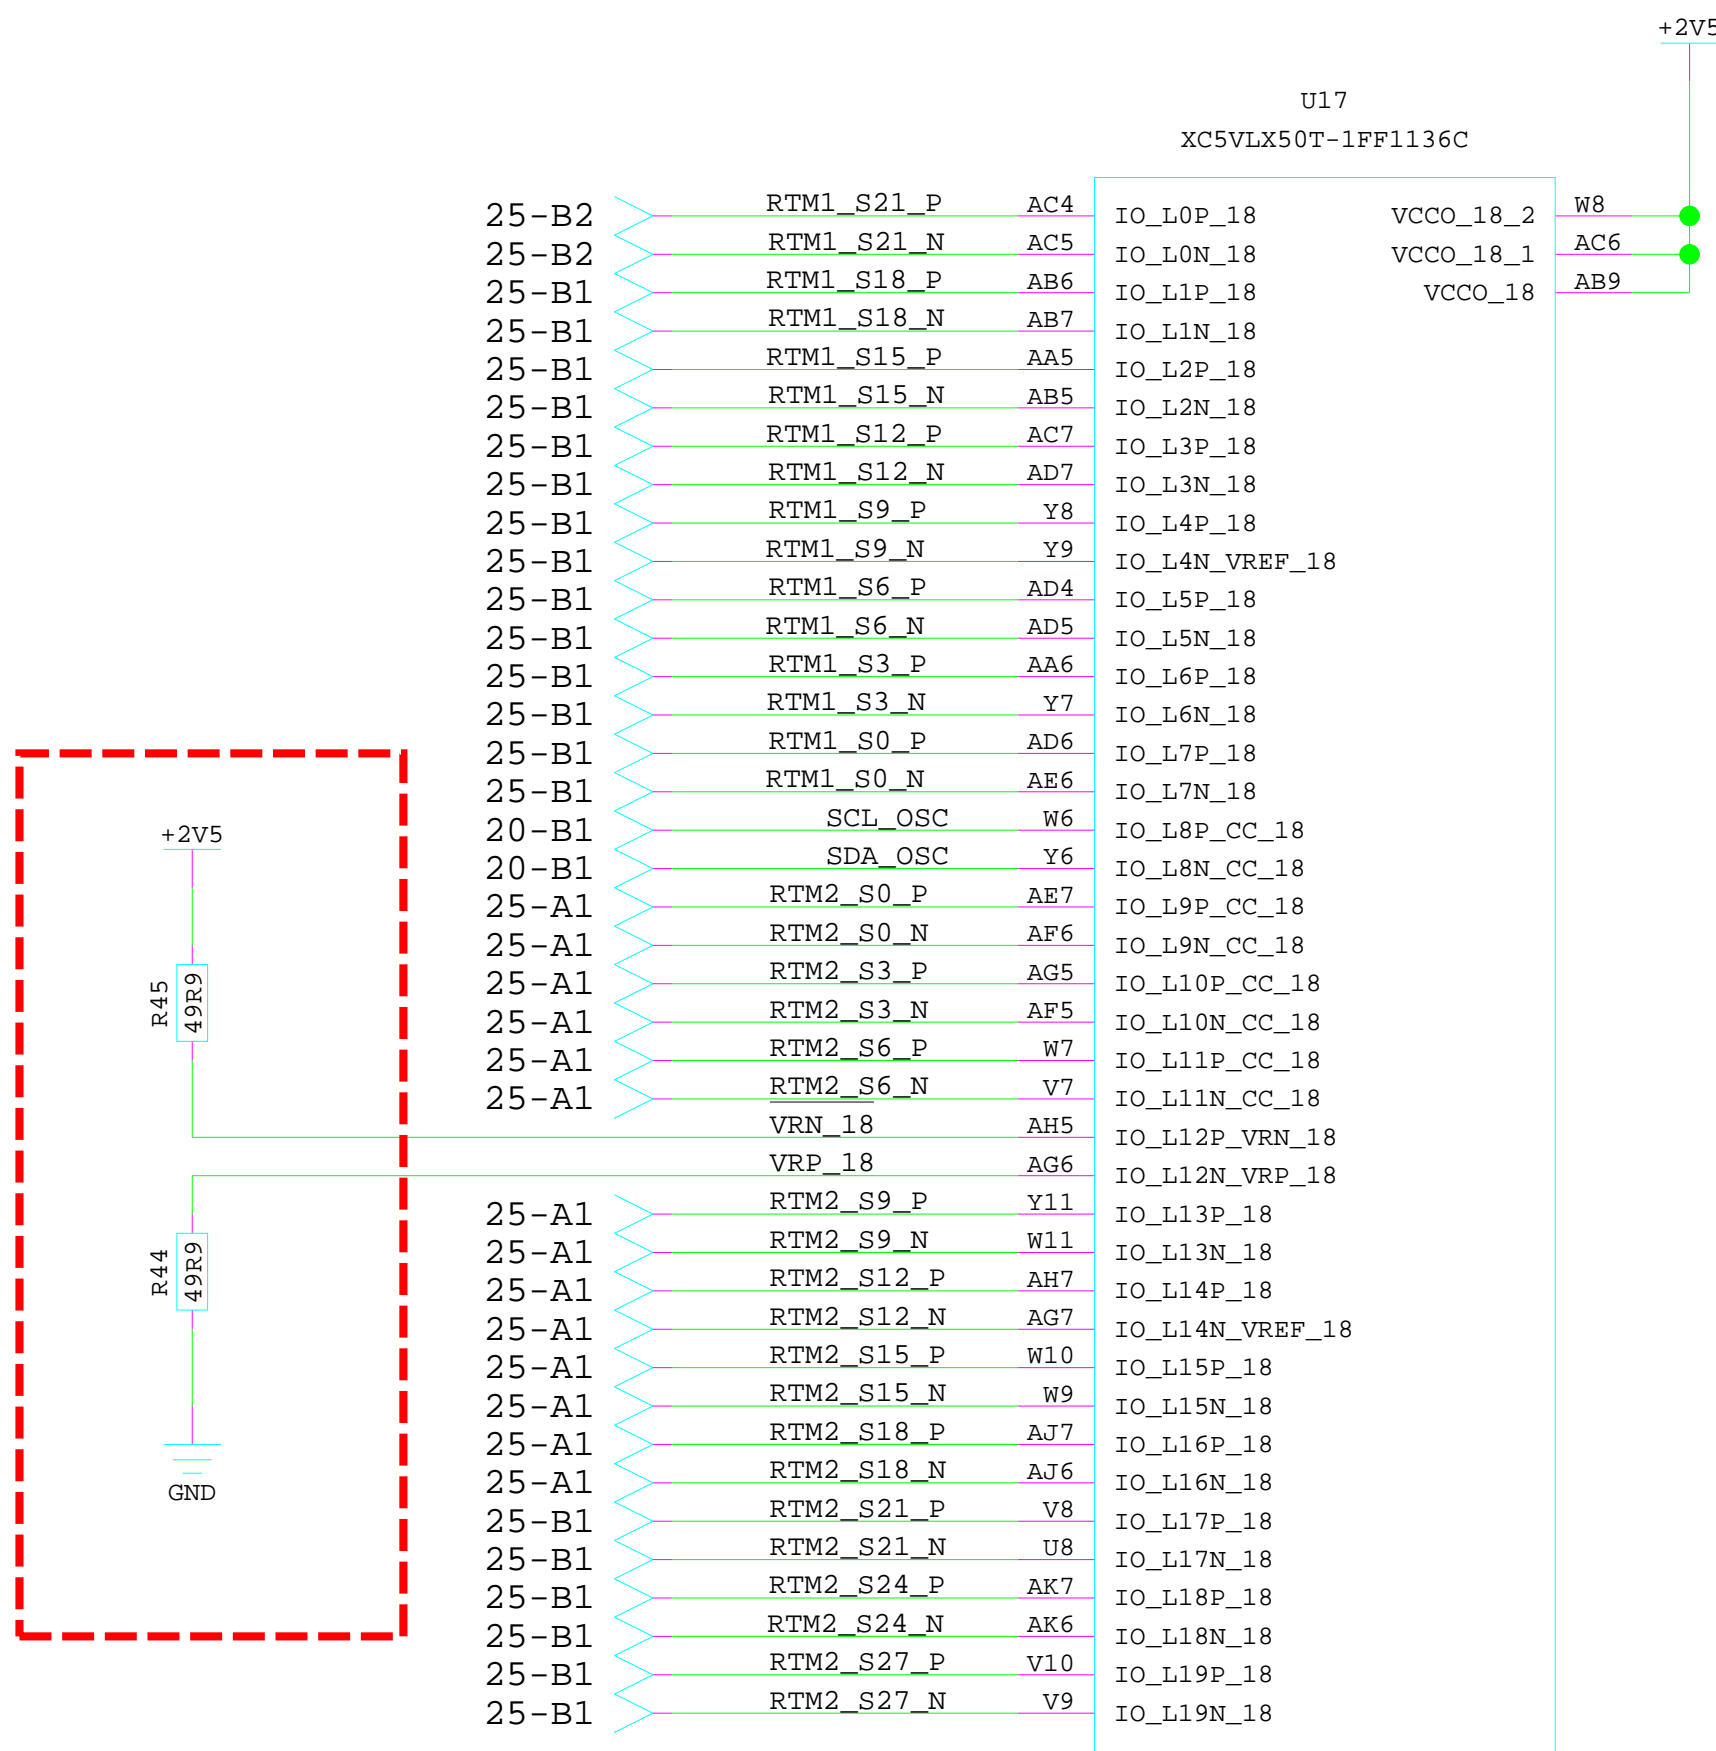 +2V5
U17
XC5VLX50T-1FF1136C
25-B2 RTM1_S21_P AC4 IO_L0P_18 VCCO_18_2 W8
25-B2 RTM1_S21_N AC5 IO_L0N_18 VCCO_18_1 AC6
25-B1 RTM1_S18_P AB6 IO_L1P_18 VCCO_18 AB9
25-B1 RTM1_S18_N AB7 IO_L1N_18
25-B1 RTM1_S15_P AA5 IO_L2P_18
25-B1 RTM1_S15_N AB5 IO_L2N_18
25-B1 RTM1_S12_P AC7 IO_L3P_18
25-B1 RTM1_S12_N AD7 IO_L3N_18
25-B1 RTM1_S9_P Y8 IO_L4P_18
25-B1 RTM1_S9_N Y9 IO_L4N_VREF_18
25-B1 RTM1_S6_P AD4 IO_L5P_18
25-B1 RTM1_S6_N AD5 IO_L5N_18
25-B1 RTM1_S3_P AA6 IO_L6P_18
25-B1 RTM1_S3_N Y7 IO_L6N_18
25-B1 RTM1_S0_P AD6 IO_L7P_18
25-B1 RTM1_S0_N AE6 IO_L7N_18
20-B1 SCL_OSC W6 IO_L8P_CC_18
+2V5
20-B1 SDA_OSC Y6 IO_L8N_CC_18
25-A1 RTM2_S0_P AE7 IO_L9P_CC_18
25-A1 RTM2_S0_N AF6 IO_L9N_CC_18
25-A1 RTM2_S3_P AG5 IO_L10P_CC_18
R45 49R9
25-A1 RTM2_S3_N AF5 IO_L10N_CC_18
25-A1 RTM2_S6_P W7 IO_L11P_CC_18
25-A1 RTM2_S6_N V7 IO_L11N_CC_18
VRN_18 AH5 IO_L12P_VRN_18
VRP_18 AG6 IO_L12N_VRP_18
25-A1 RTM2_S9_P Y11 IO_L13P_18
25-A1 RTM2_S9_N W11 IO_L13N_18
R44 49R9
25-A1 RTM2_S12_P AH7 IO_L14P_18
25-A1 RTM2_S12_N AG7 IO_L14N_VREF_18
25-A1 RTM2_S15_P W10 IO_L15P_18
25-A1 RTM2_S15_N W9 IO_L15N_18
25-A1 RTM2_S18_P AJ7 IO_L16P_18
25-A1 RTM2_S18_N AJ6 IO_L16N_18
GND
25-B1 RTM2_S21_P V8 IO_L17P_18
25-B1 RTM2_S21_N U8 IO_L17N_18
25-B1 RTM2_S24_P AK7 IO_L18P_18
25-B1 RTM2_S24_N AK6 IO_L18N_18
25-B1 RTM2_S27_P V10 IO_L19P_18
25-B1 RTM2_S27_N V9 IO_L19N_18